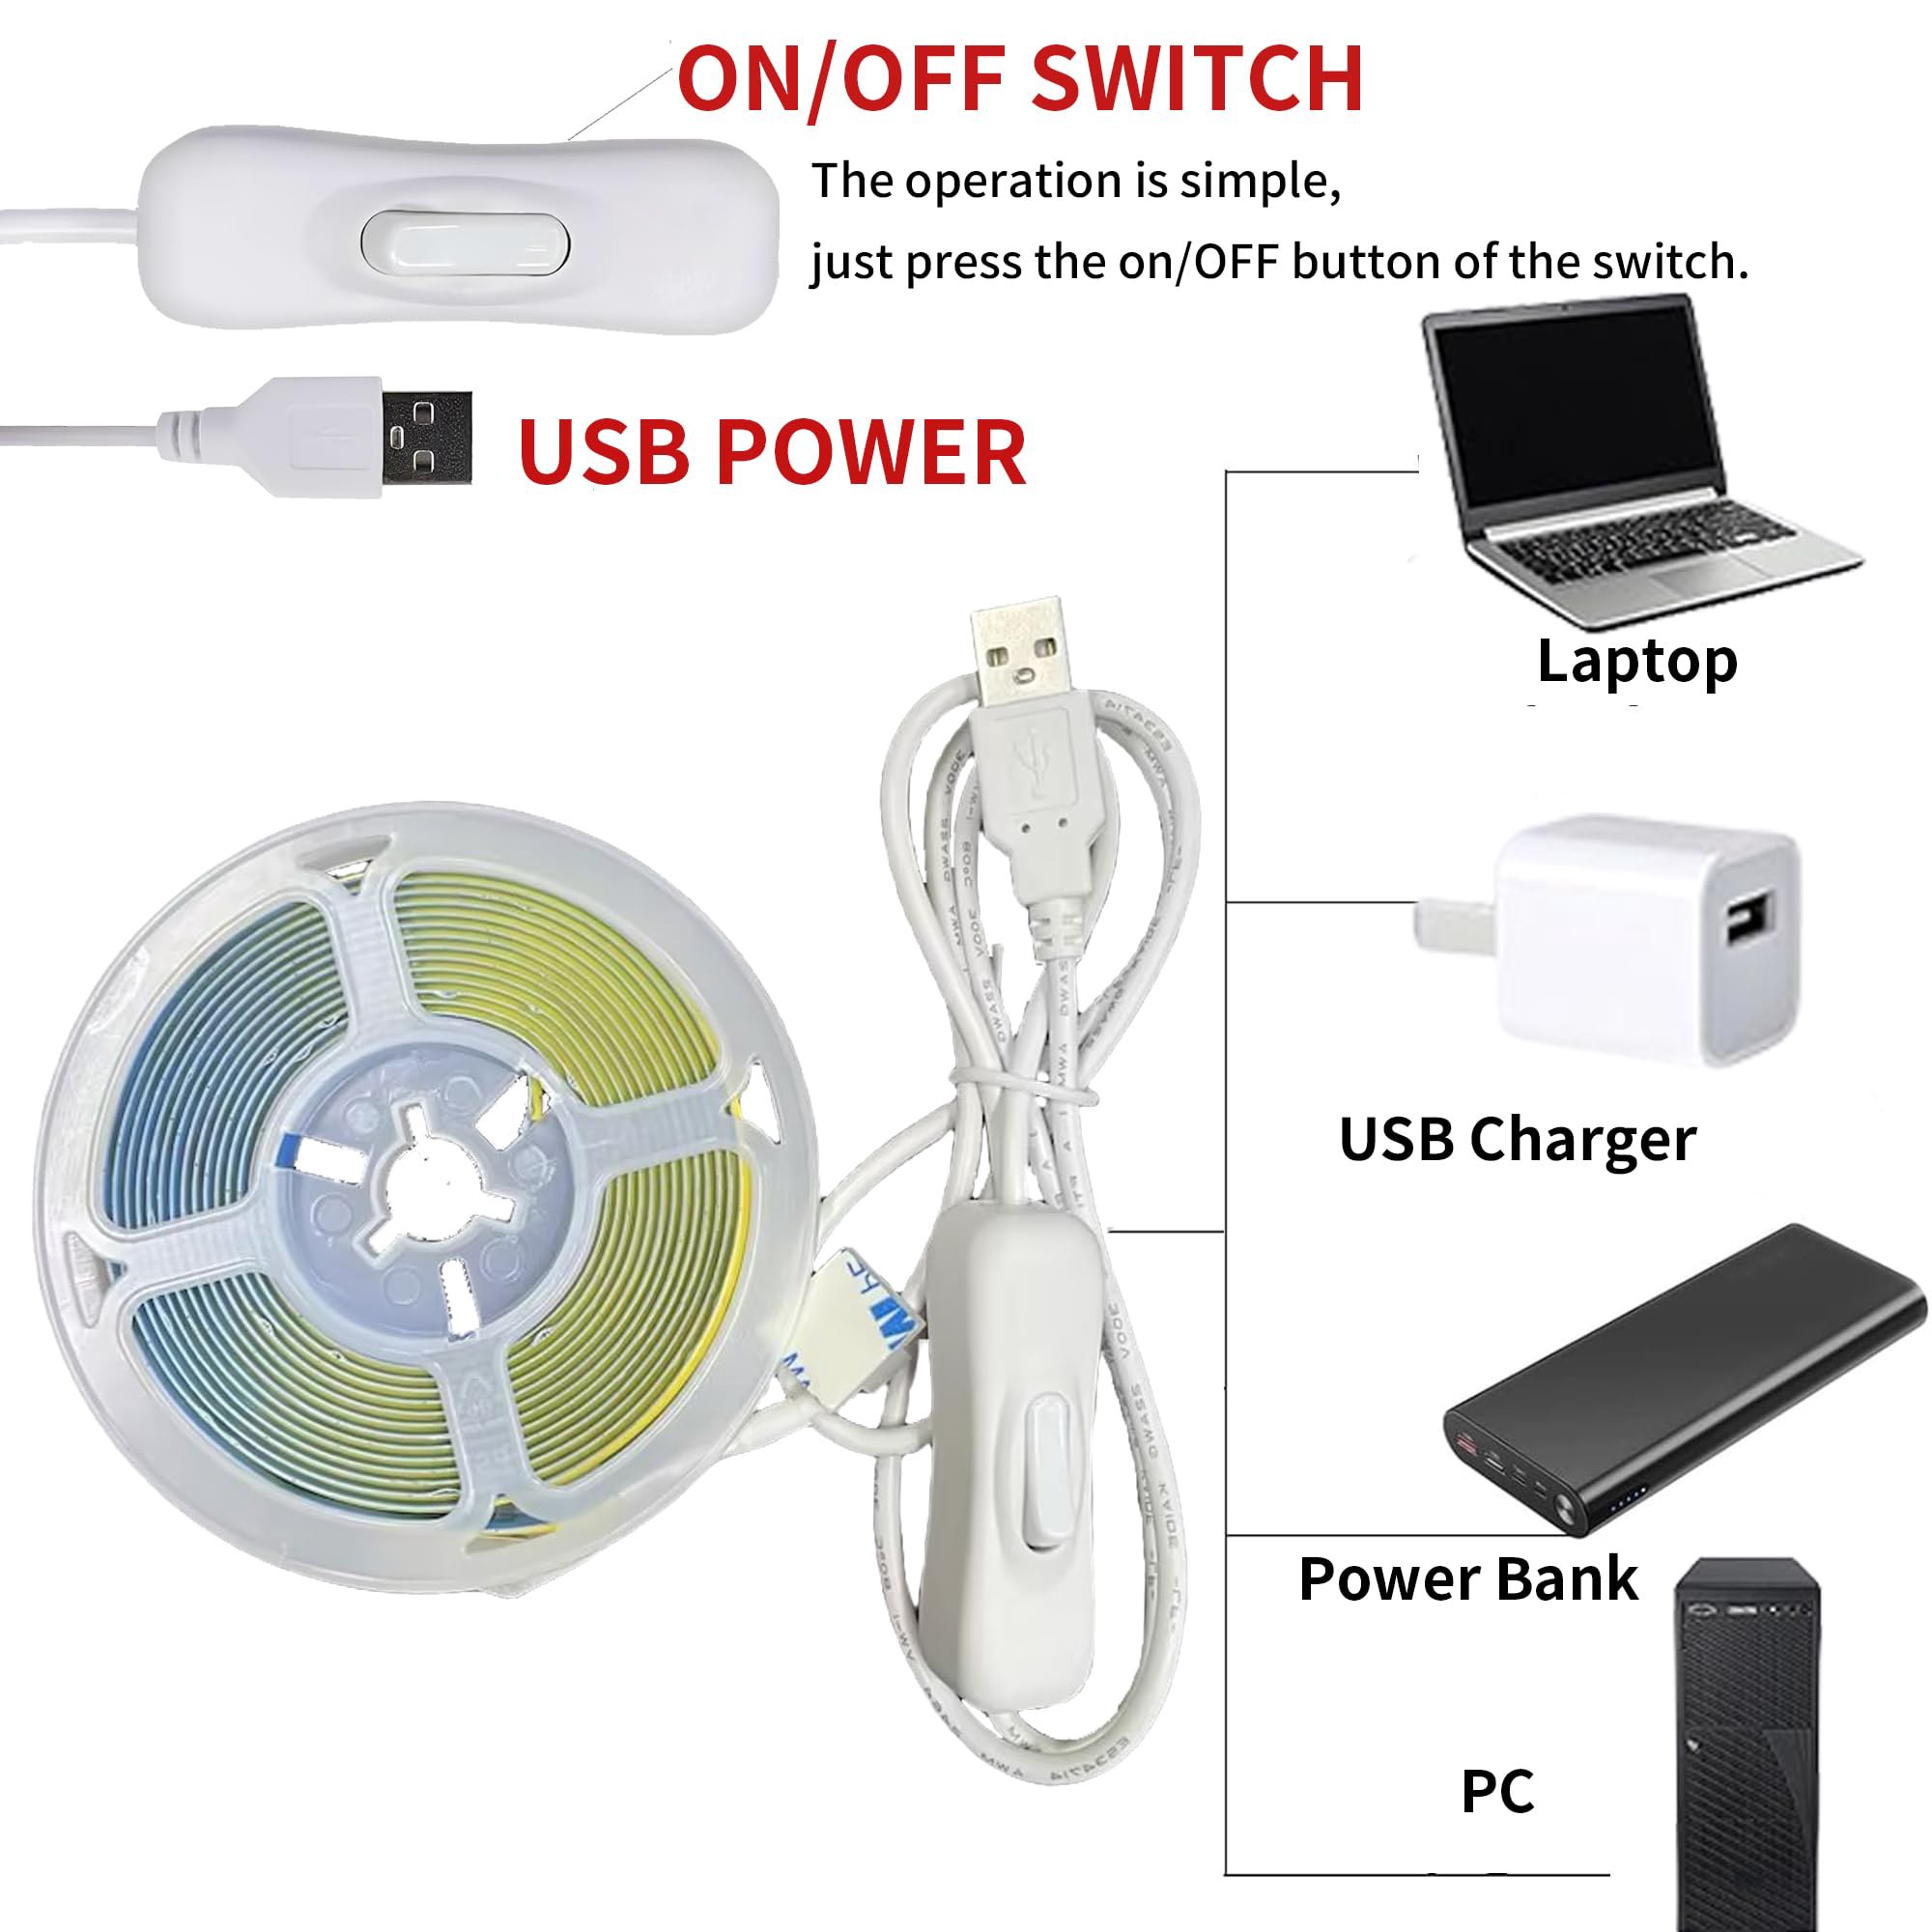 ON/OFF SWITCH
The operation is simple,
just press the on/OFF button of the switch.
USB POWER
Laptop
USB Charger
Power Bank
PC